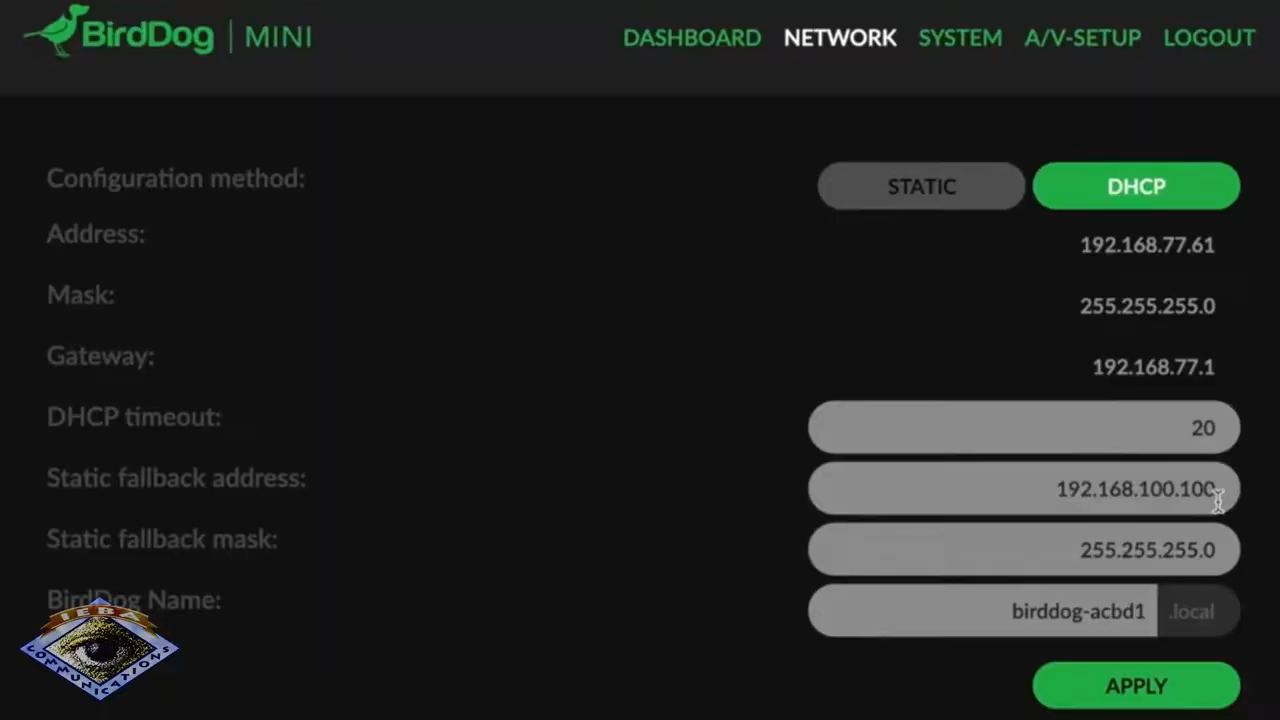 BirdDog | MINI
DASHBOARD NETWORK SYSTEM A/V-SETUP LOGOUT
Configuration method: STATIC DHCP
Address: 192.168.77.61
Mask: 255.255.255.0
Gateway: 192.168.77.1
DHCP timeout: 20
Static fallback address: 192.168.100.100
Static fallback mask: 255.255.255.0
BirdDog Name: birddog-acbd1 .local
IEBA
COMMUNICATIONS
APPLY